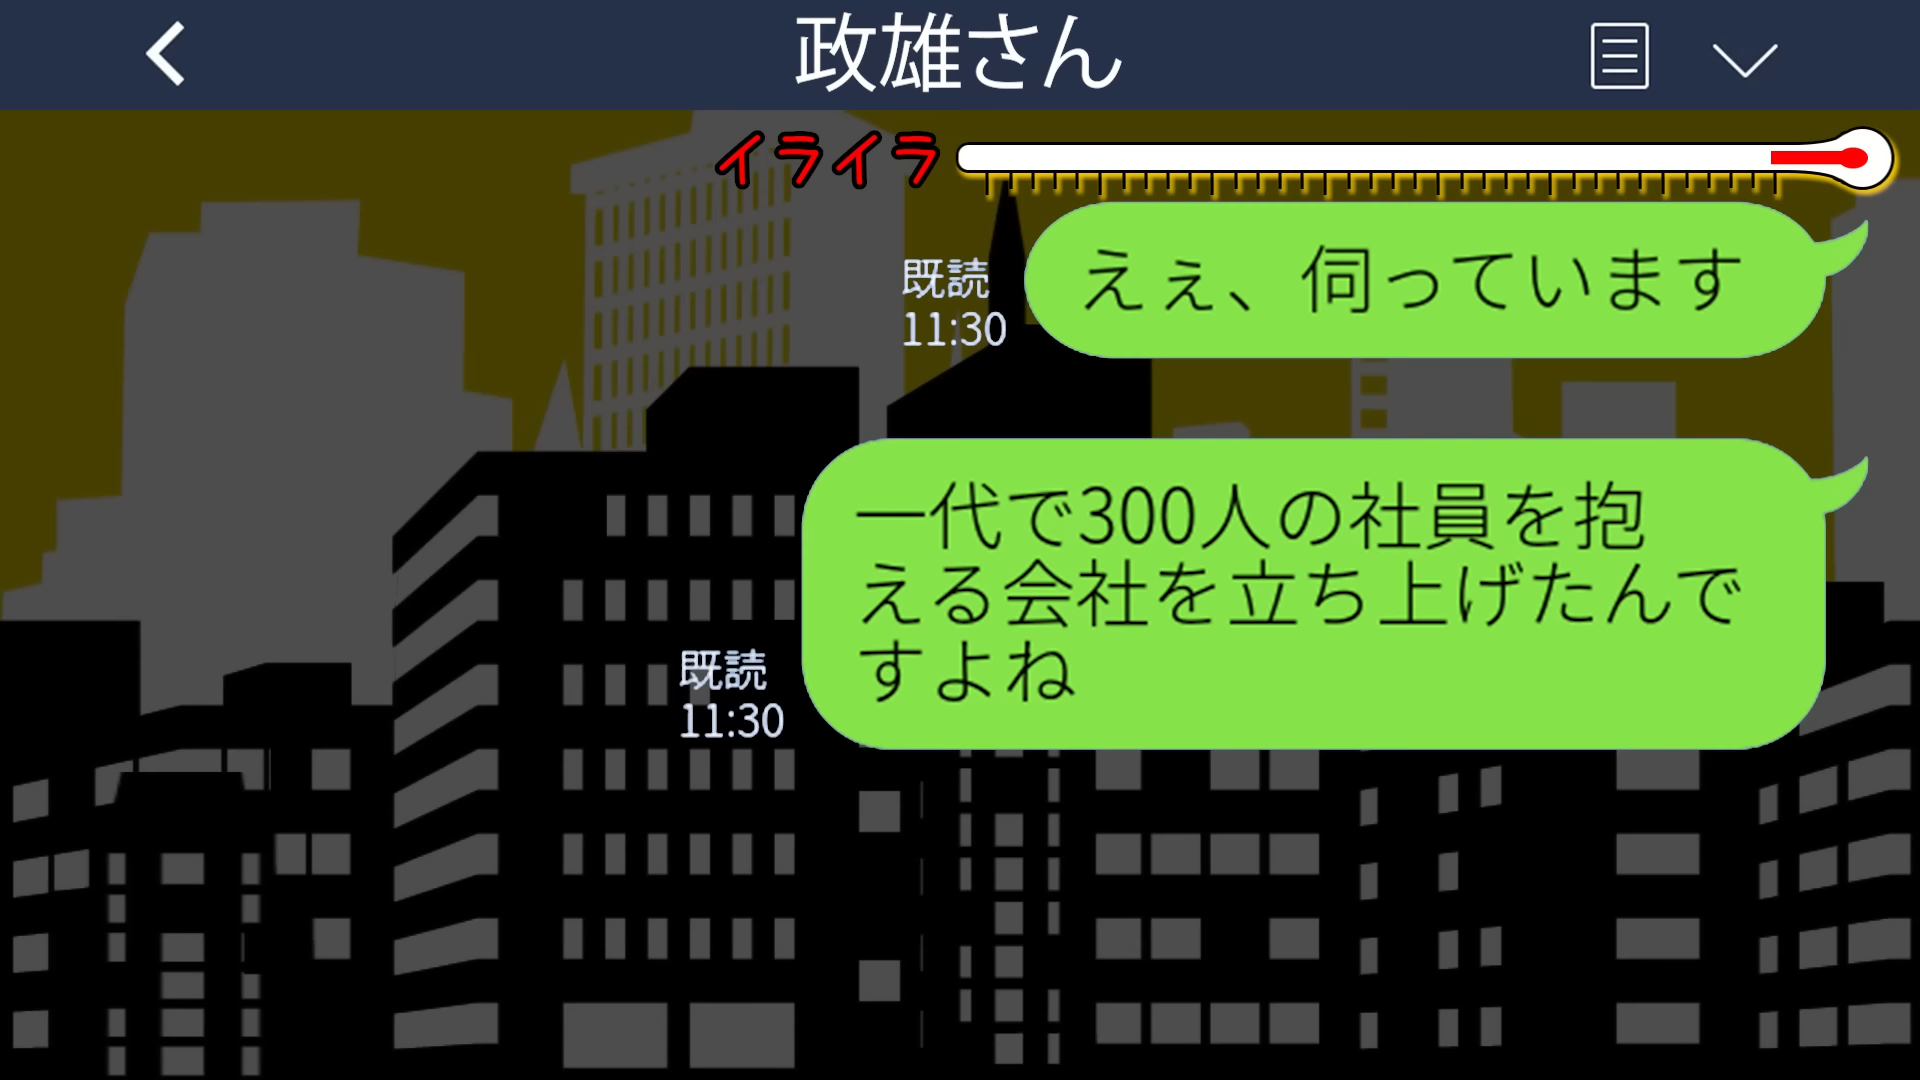 政雄さん
イライラ
えぇ、伺っています
既読
11:30
一代で300人の社員を抱
える会社を立ち上げたんで
すよね
既読
11:30